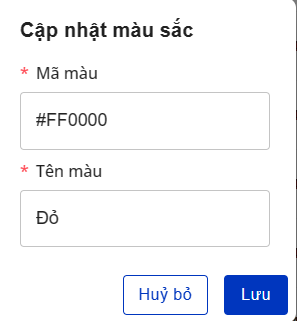 Cập nhật màu sắc
* Mã màu
#FF0000
* Tên màu
Đỏ
Huỷ bỏ
Lưu